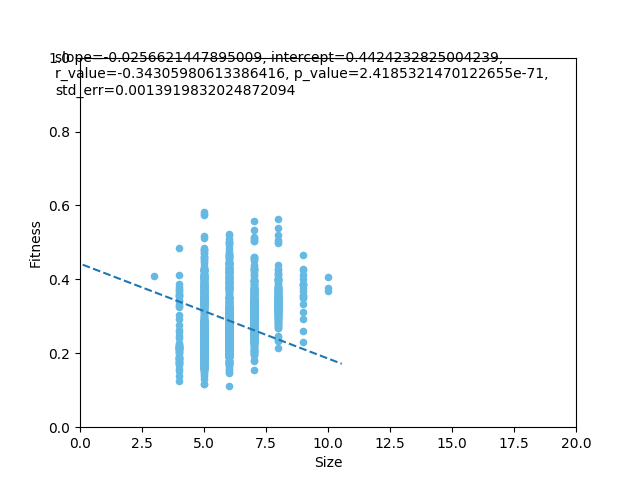 slope=-0.0256621447895009, intercept=0.4424232825004239,
r_value=-0.34305980613386416, p_value=2.4185321470122655e-71,
std_err=0.0013919832024872094
1.0
0.8
0.6
0.4
0.2
0.0
Fitness
0.0 2.5 5.0 7.5 10.0 12.5 15.0 17.5 20.0
Size